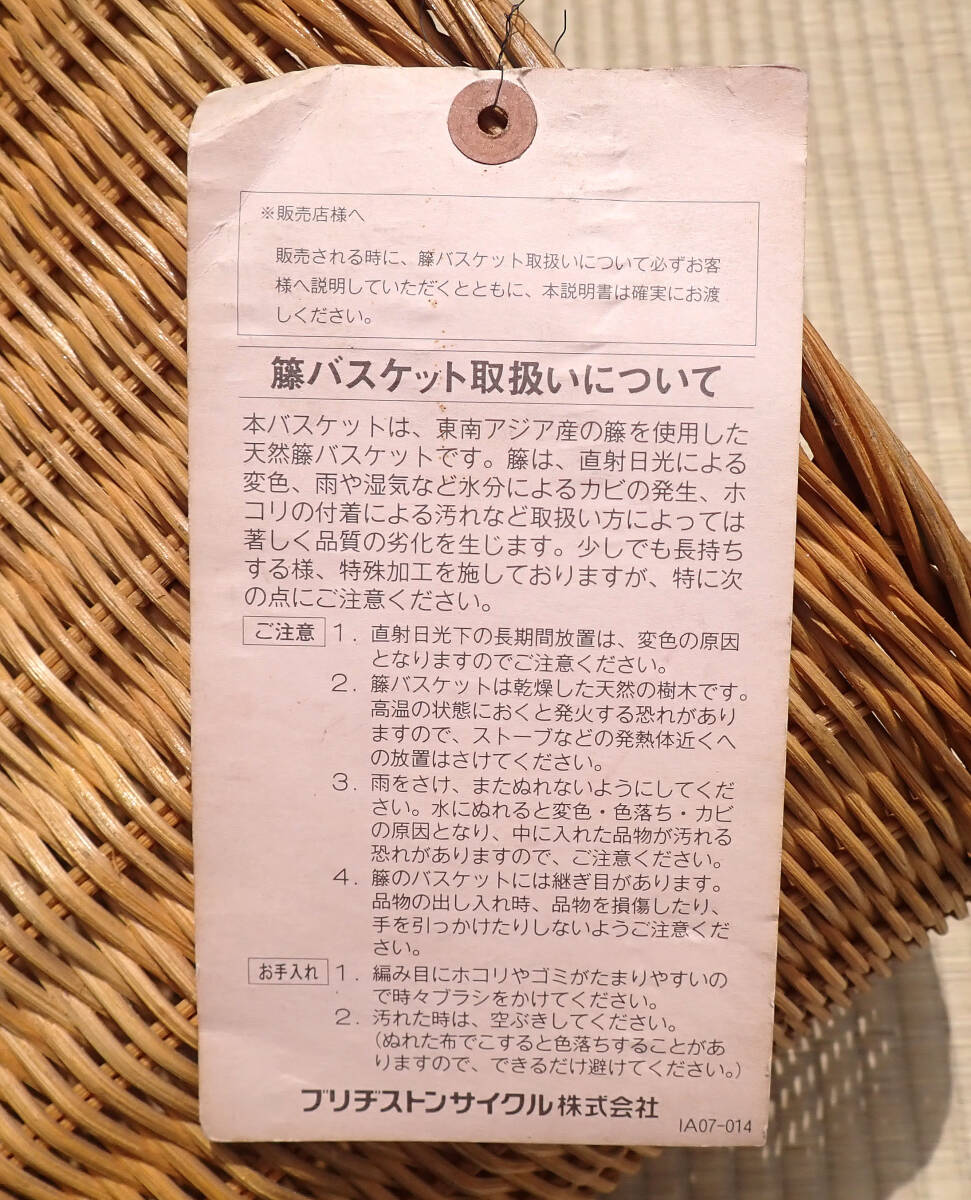 ※販売店様へ
販売される時に、籐バスケット取扱いについて必ずお客
様へ説明していただくとともに、本説明書は確実にお渡
しください。
籐バスケット取扱いについて
本バスケットは、東南アジア産の籐を使用した
天然籐バスケットです。籐は、直射日光による
変色、雨や湿気など水分によるカビの発生、ホ
コリの付着による汚れなど取扱い方によっては
著しく品質の劣化を生じます。少しでも長持ち
する様、特殊加工を施しておりますが、特に次
の点にご注意ください。
ご注意 1. 直射日光下の長期間放置は、変色の原因
となりますのでご注意ください。
2. 籐バスケットは乾燥した天然の樹木です。
高温の状態におくと発火する恐れがあり
ますので、ストーブなどの発熱体近くへ
の放置はさけてください。
3. 雨をさけ、またぬれないようにしてくだ
さい。水にぬれると変色・色落ち・カビ
の原因となり、中に入れた品物が汚れる
恐れがありますので、ご注意ください。
4. 籐のバスケットには継ぎ目があります。
品物の出し入れ時、品物を損傷したり、
手を引っかけたりしないようご注意くだ
さい。
お手入れ 1. 編み目にホコリやゴミがたまりやすいの
で時々ブラシをかけてください。
2. 汚れた時は、空ぶきしてください。
(ぬれた布でこすると色落ちすることがあ
りますので、できるだけ避けてください。)
ブリヂストンサイクル株式会社
IA07-014